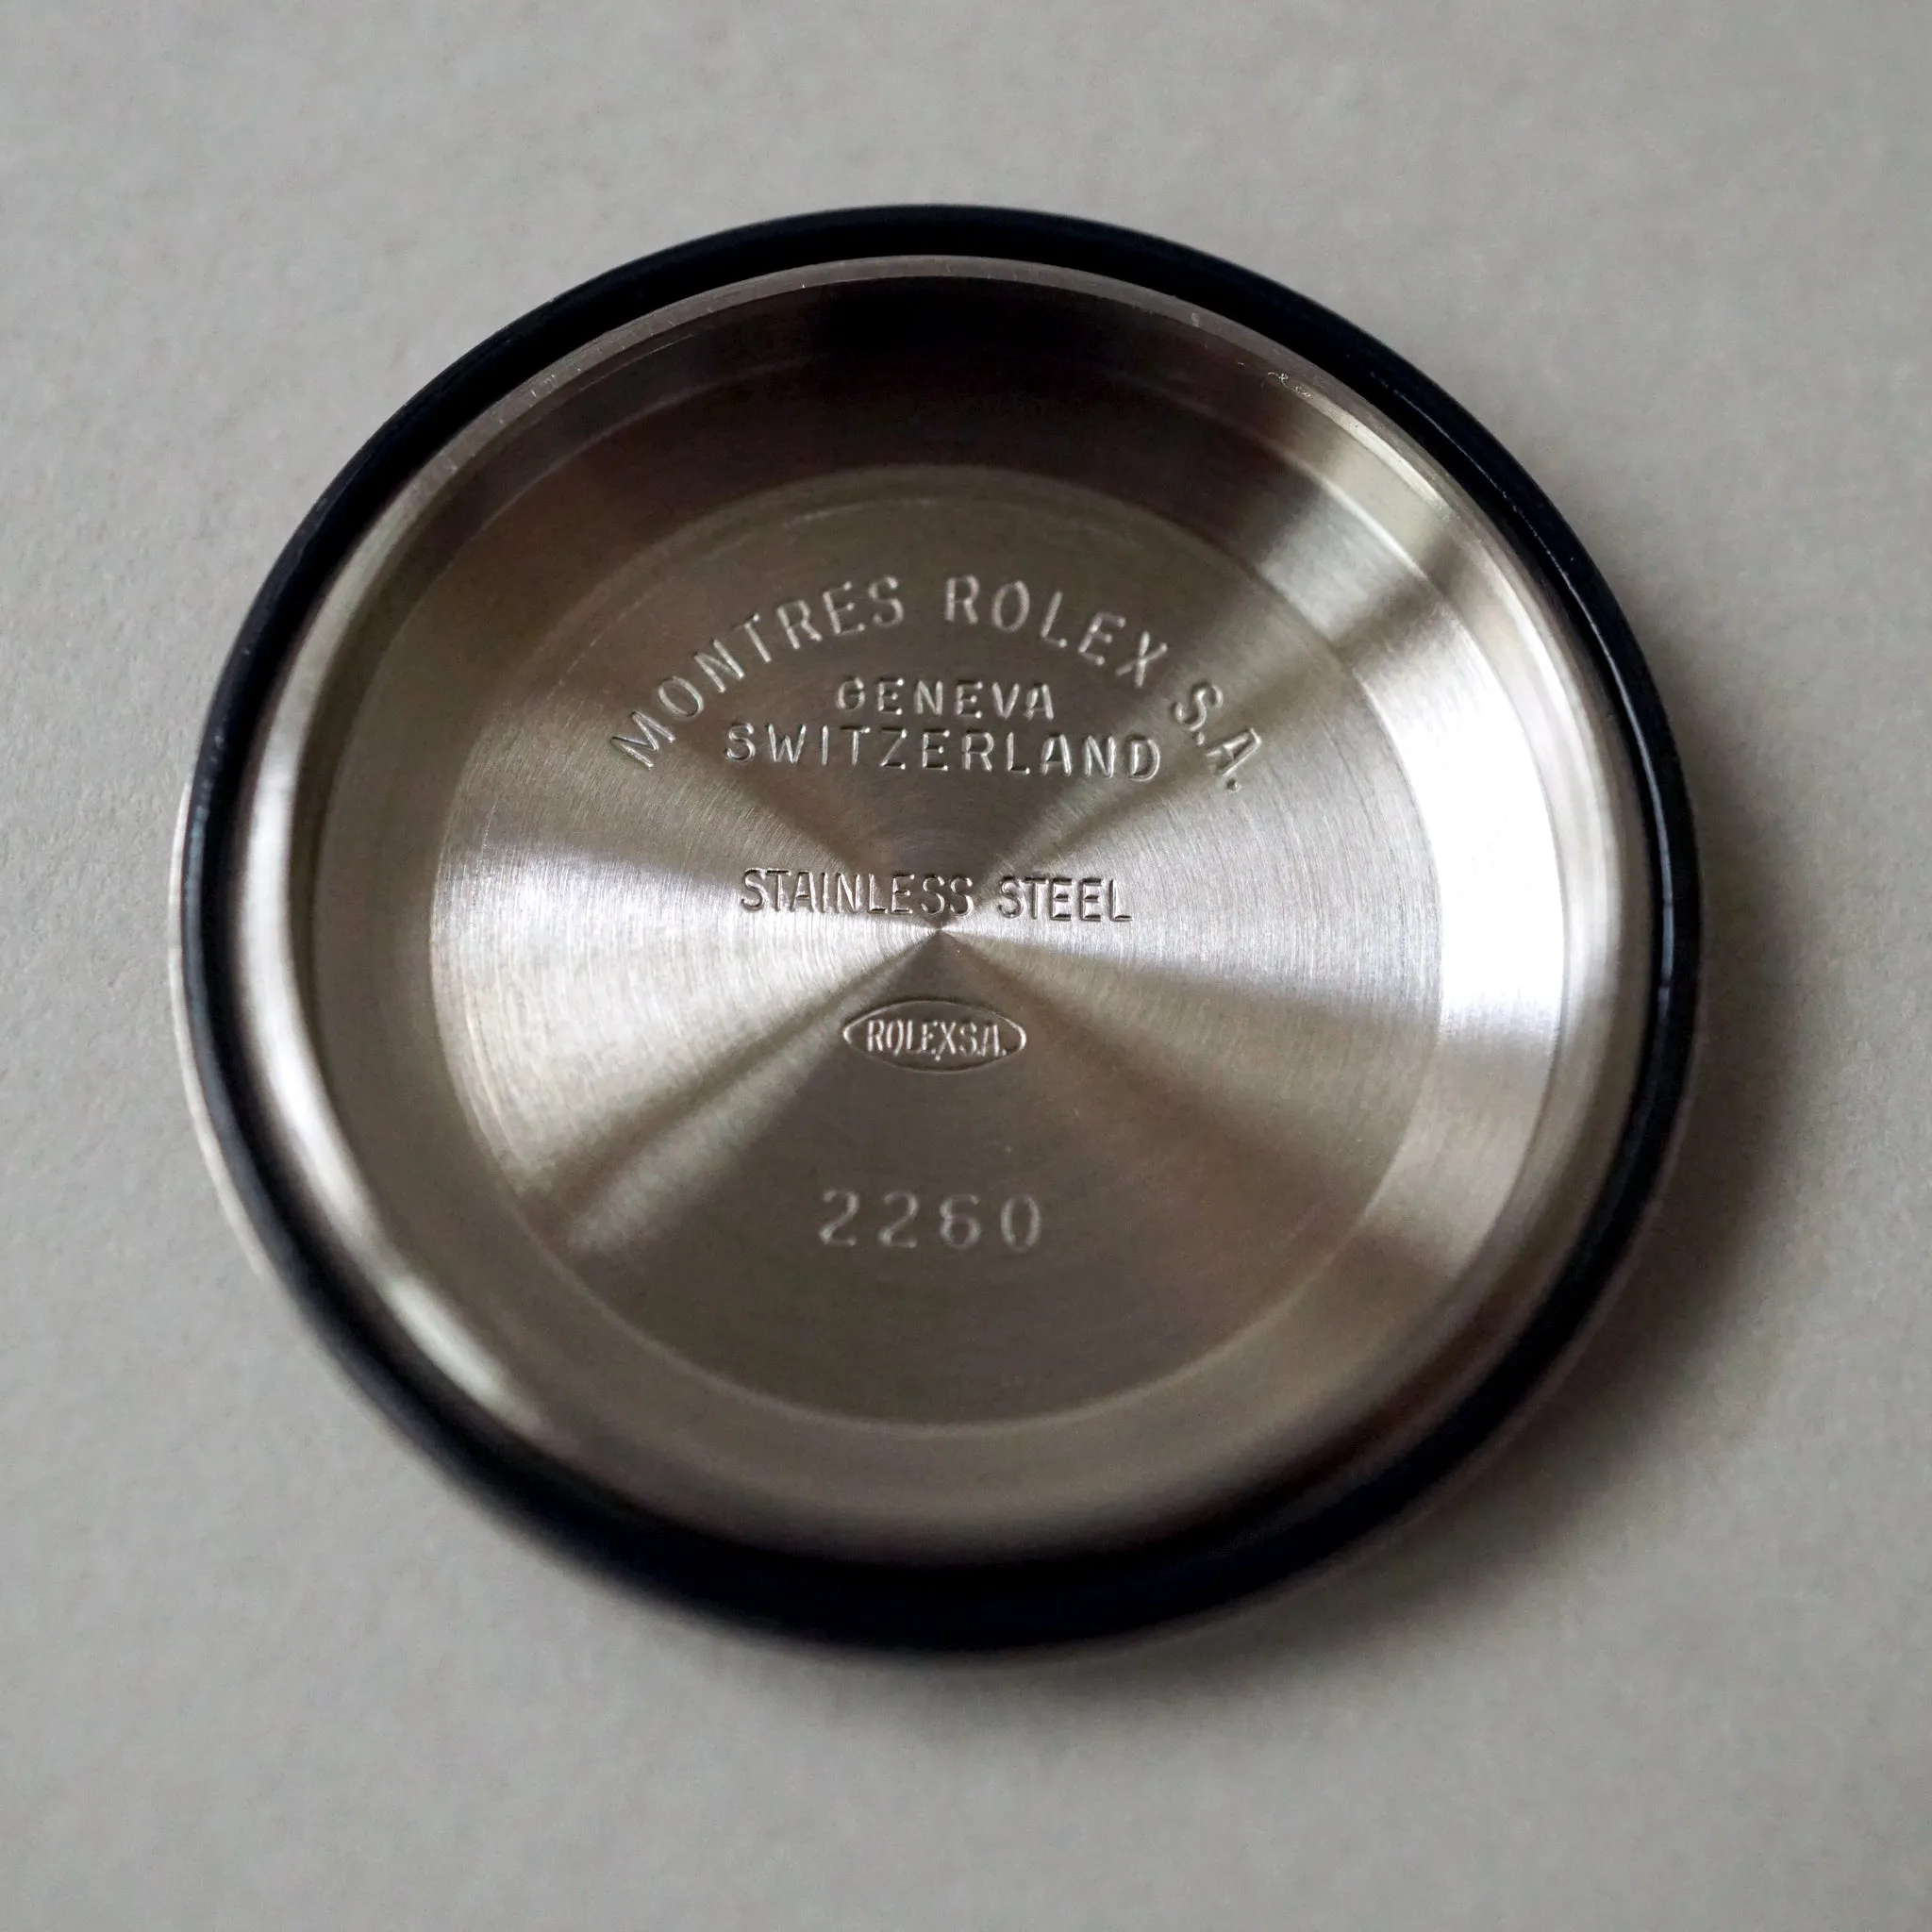 MONTRES ROLEX S.A.
GENEVA
SWITZERLAND
STAINLESS STEEL
ROLEX S.A.
2260